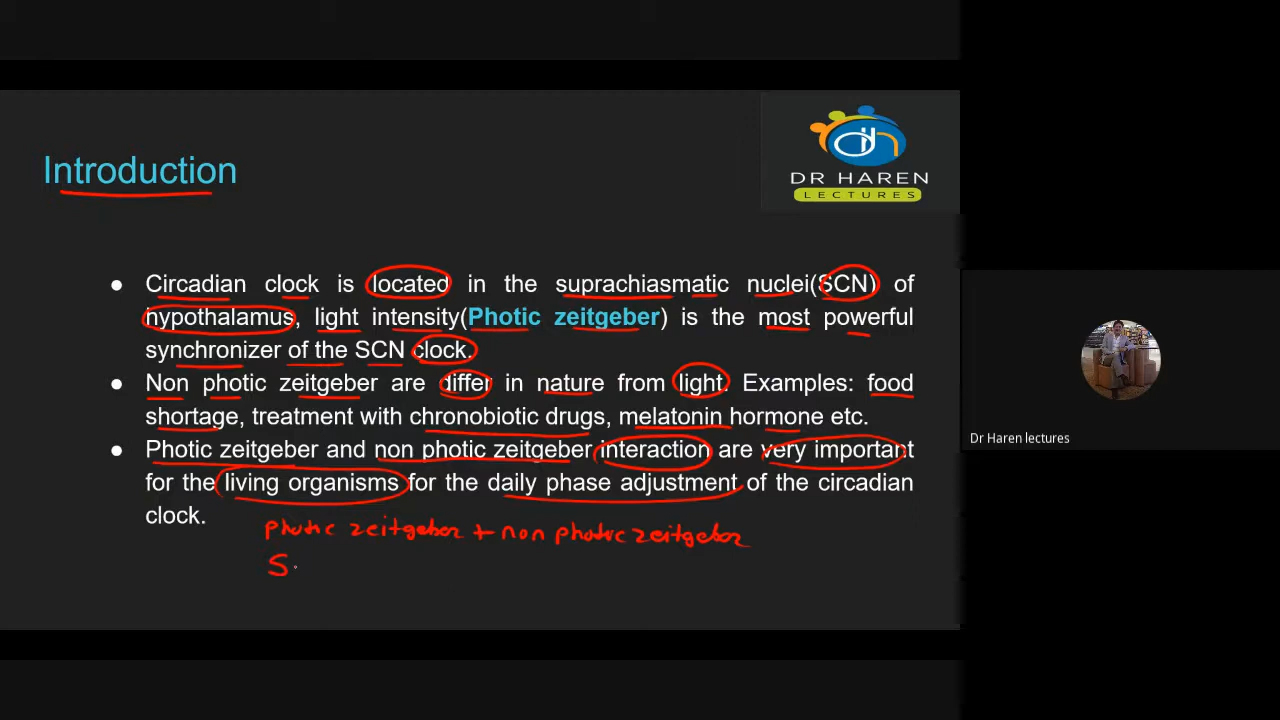 Introduction
DR HAREN
LECTURES
● Circadian clock is located in the suprachiasmatic nuclei(SCN) of
hypothalamus, light intensity(Photic zeitgeber) is the most powerful
synchronizer of the SCN clock.
● Non photic zeitgeber are differ in nature from light. Examples: food
shortage, treatment with chronobiotic drugs, melatonin hormone etc.
● Photic zeitgeber and non photic zeitgeber interaction are very important
for the living organisms for the daily phase adjustment of the circadian
clock.
photic zeitgeber + non photic zeitgeber
S
Dr Haren lectures